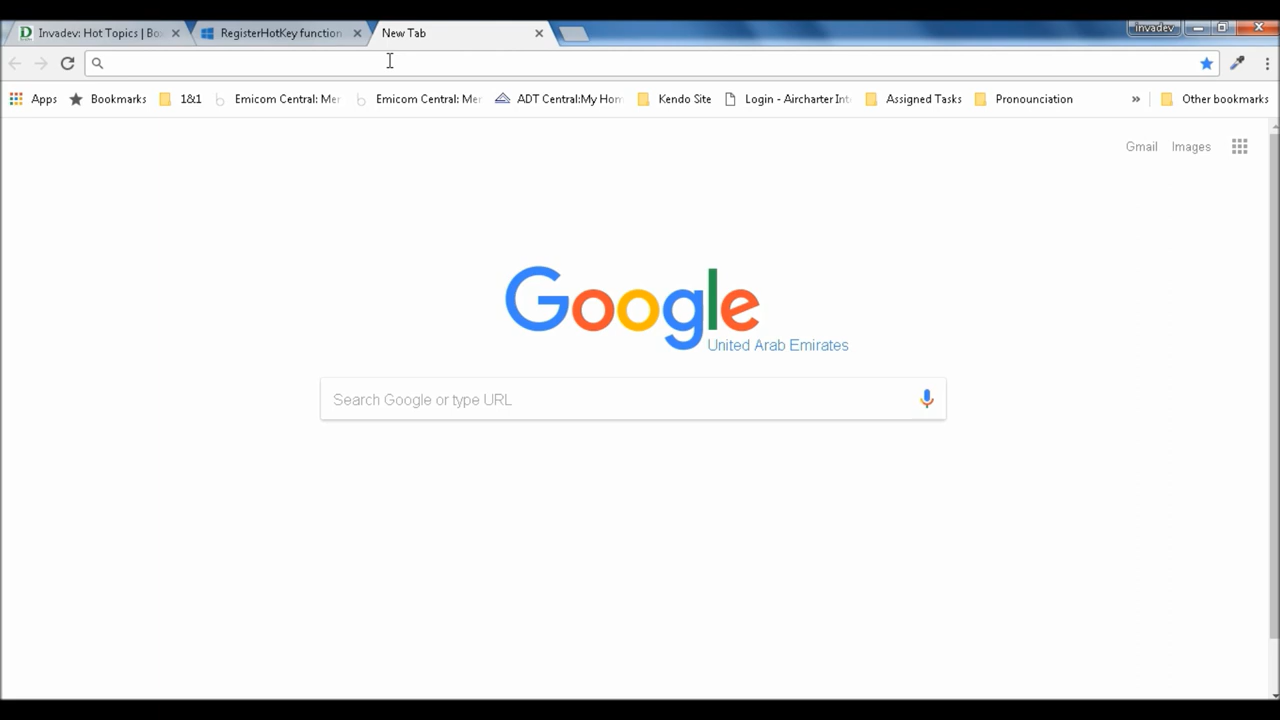 Invadev: Hot Topics | Bo
RegisterHotKey function
New Tab
invadev
Apps
Bookmarks
1&1
Emicom Central: Mer
Emicom Central: Mer
ADT Central:My Hom
Kendo Site
Login - Aircharter Int
Assigned Tasks
Pronounciation
»
Other bookmarks
Gmail
Images
Google
United Arab Emirates
Search Google or type URL